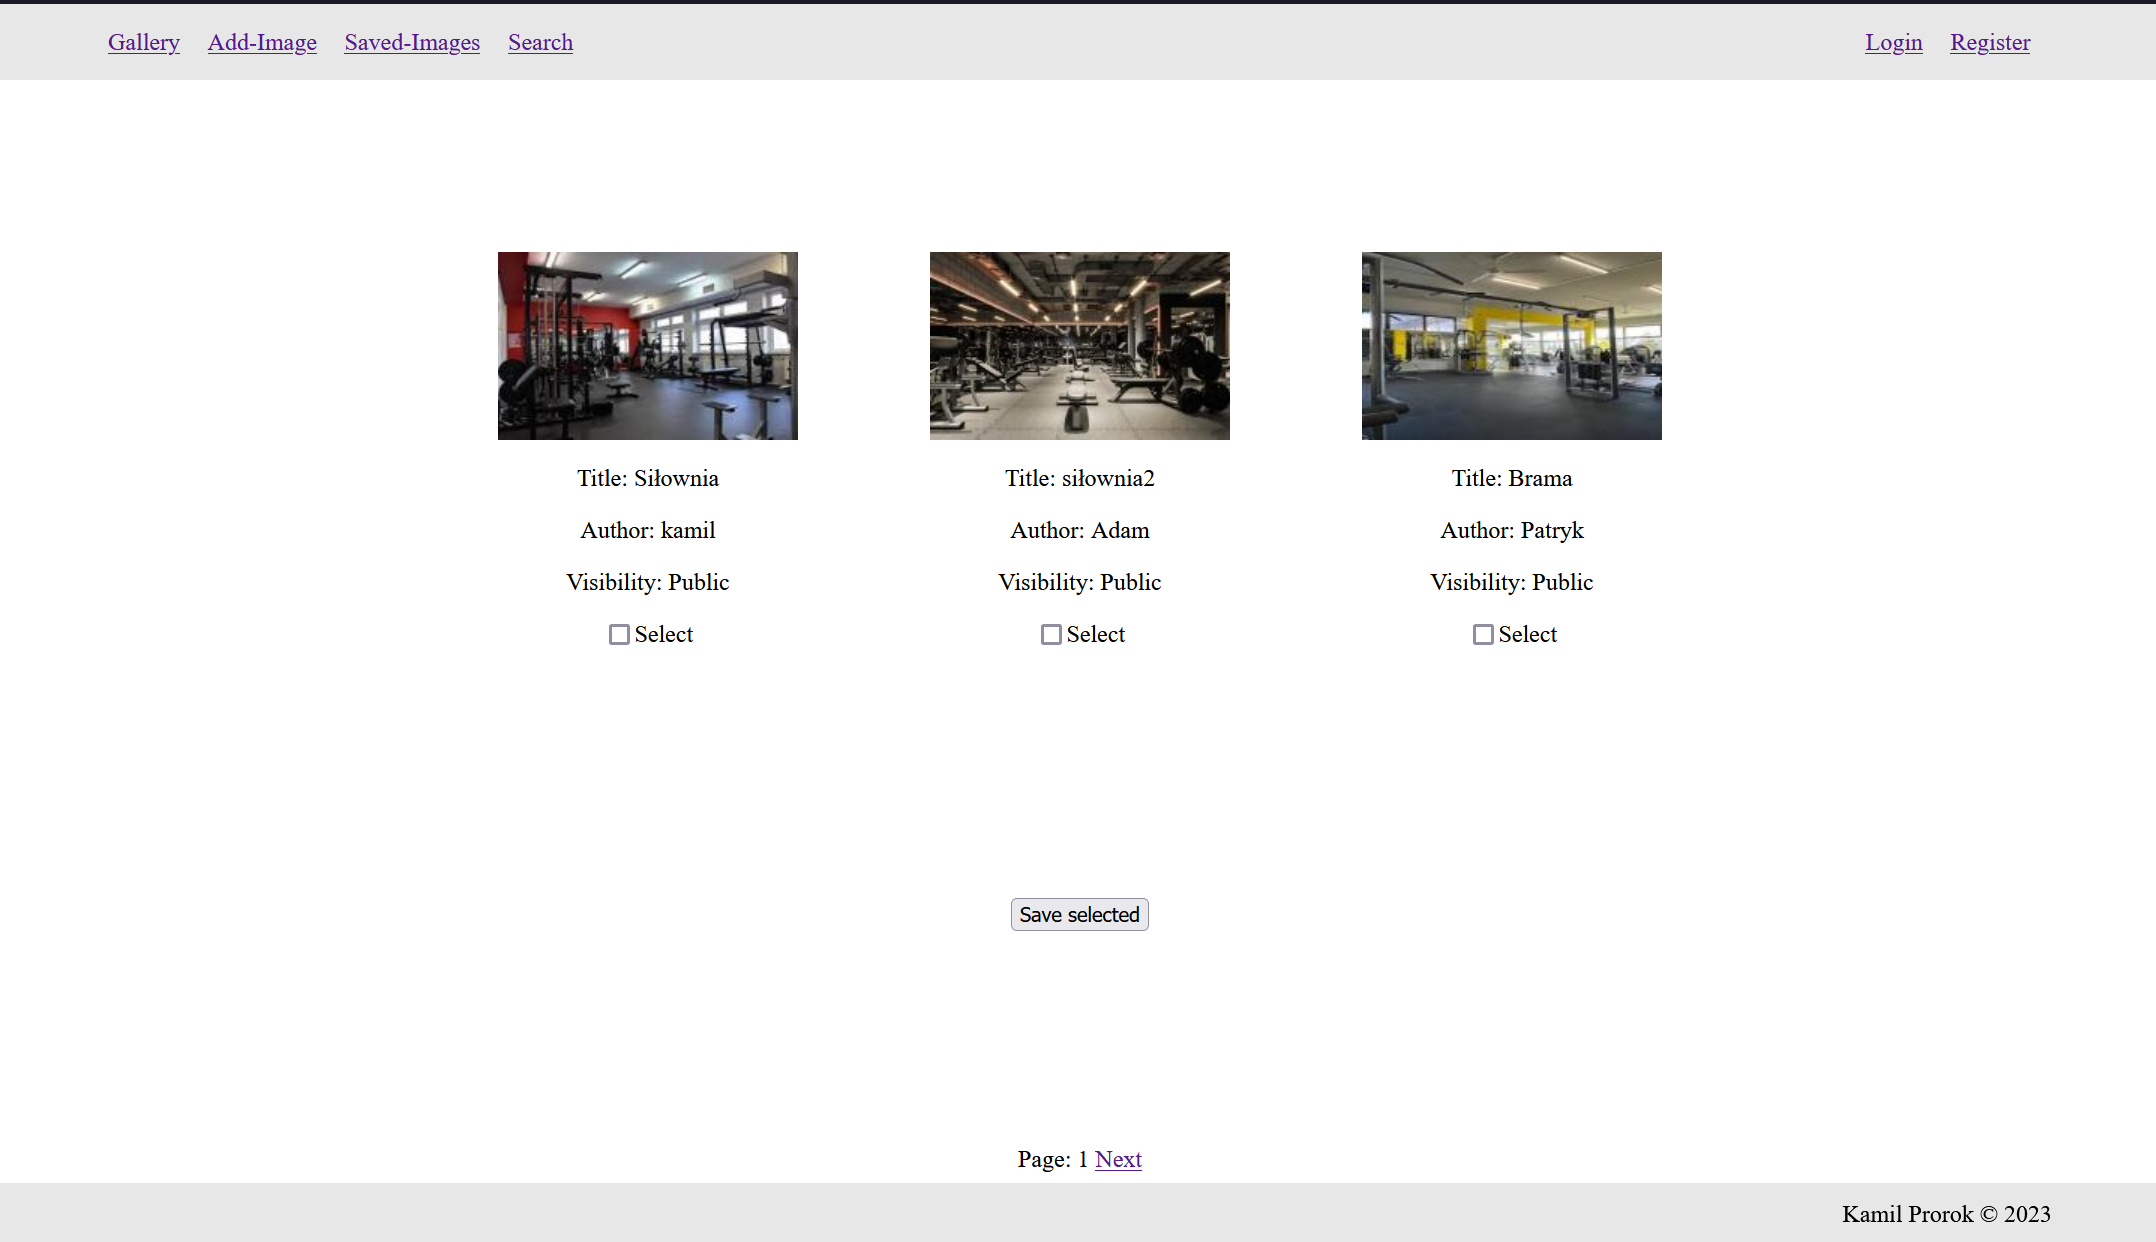 Gallery Add-Image Saved-Images Search Login Register
Title: Siłownia
Author: kamil
Visibility: Public
Select
Title: siłownia2
Author: Adam
Visibility: Public
Select
Title: Brama
Author: Patryk
Visibility: Public
Select
Save selected
Page: 1 Next
Kamil Prorok © 2023